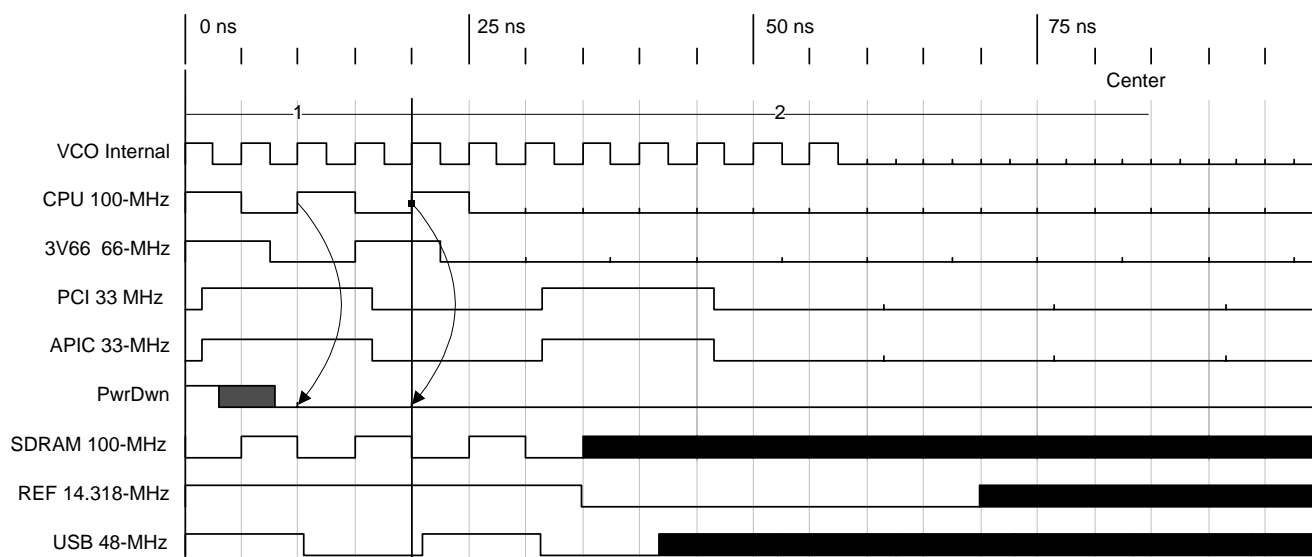 0 ns 25 ns 50 ns 75 ns
Center
1 2
VCO Internal
CPU 100-MHz
3V66 66-MHz
PCI 33 MHz
APIC 33-MHz
PwrDwn
SDRAM 100-MHz
REF 14.318-MHz
USB 48-MHz